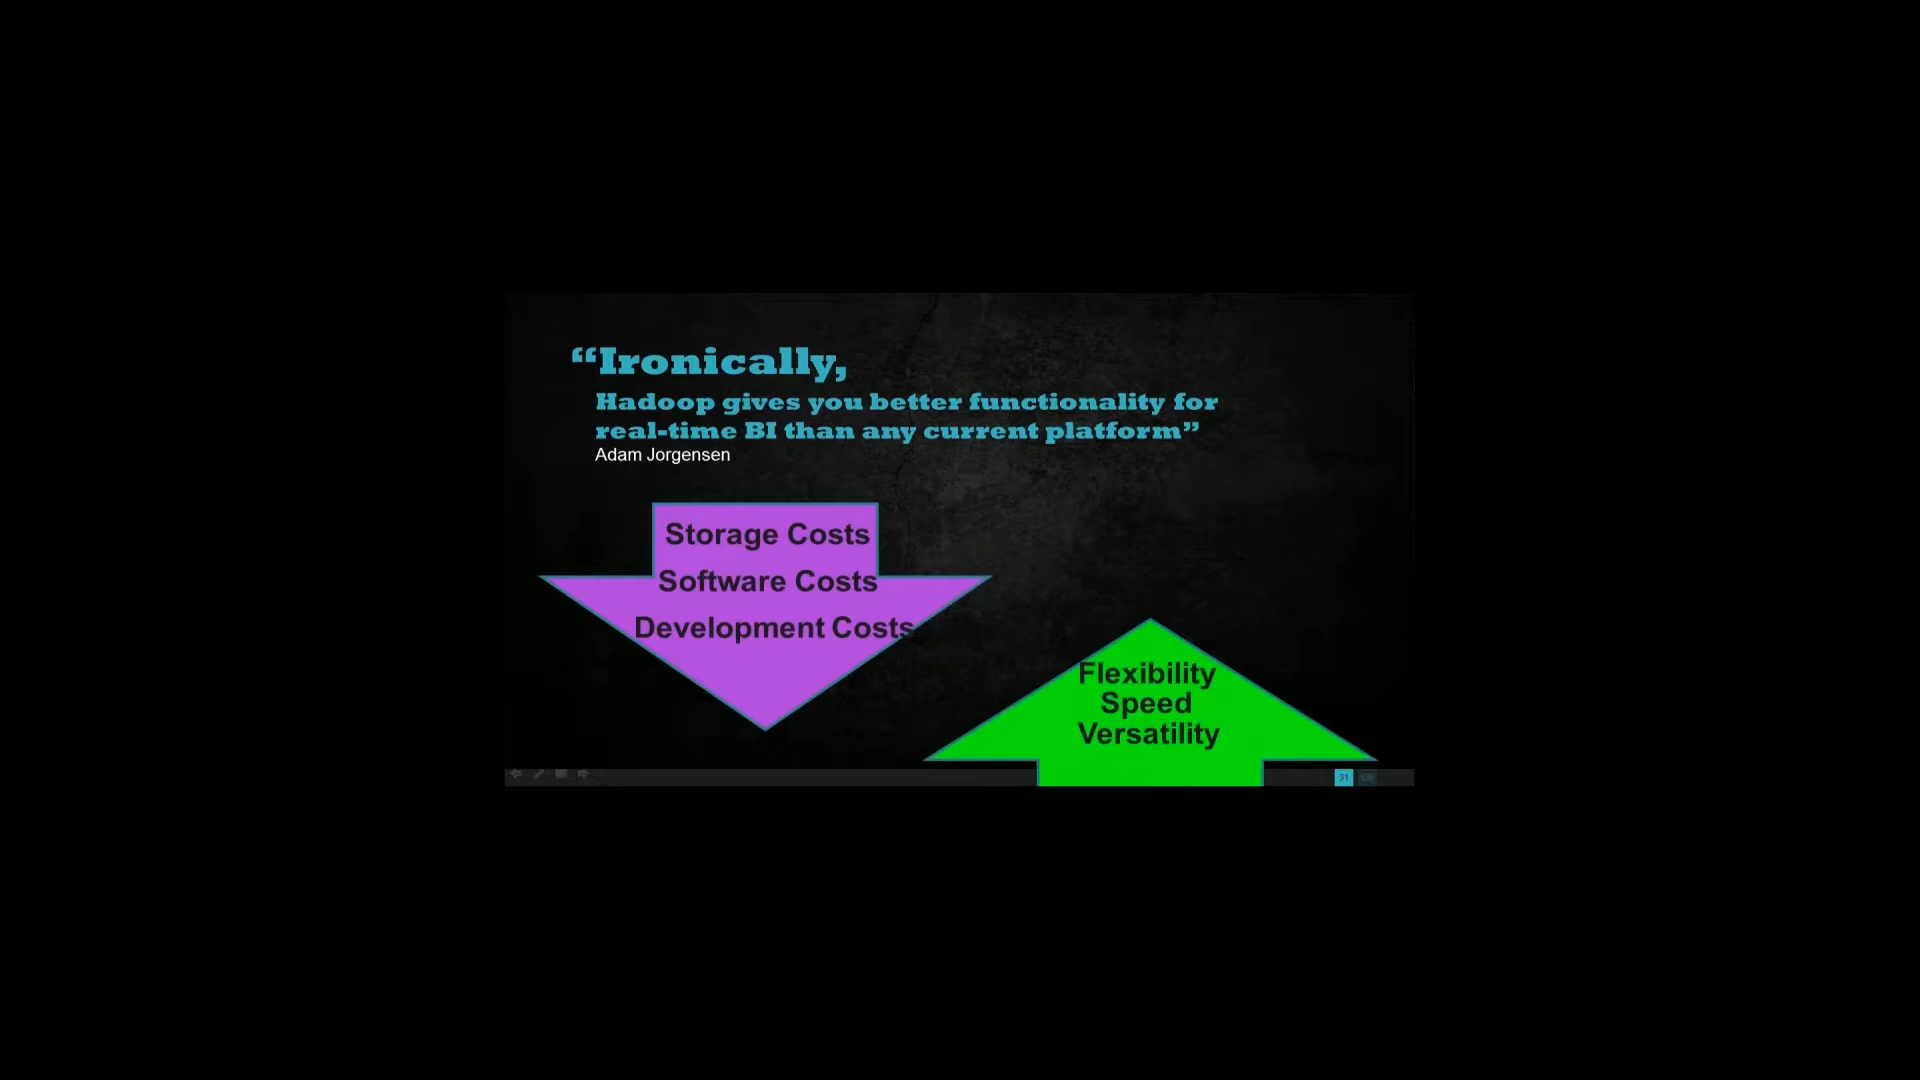 “Ironically,
Hadoop gives you better functionality for
real-time BI than any current platform”
Adam Jorgensen
Storage Costs
Software Costs
Development Costs
Flexibility
Speed
Versatility